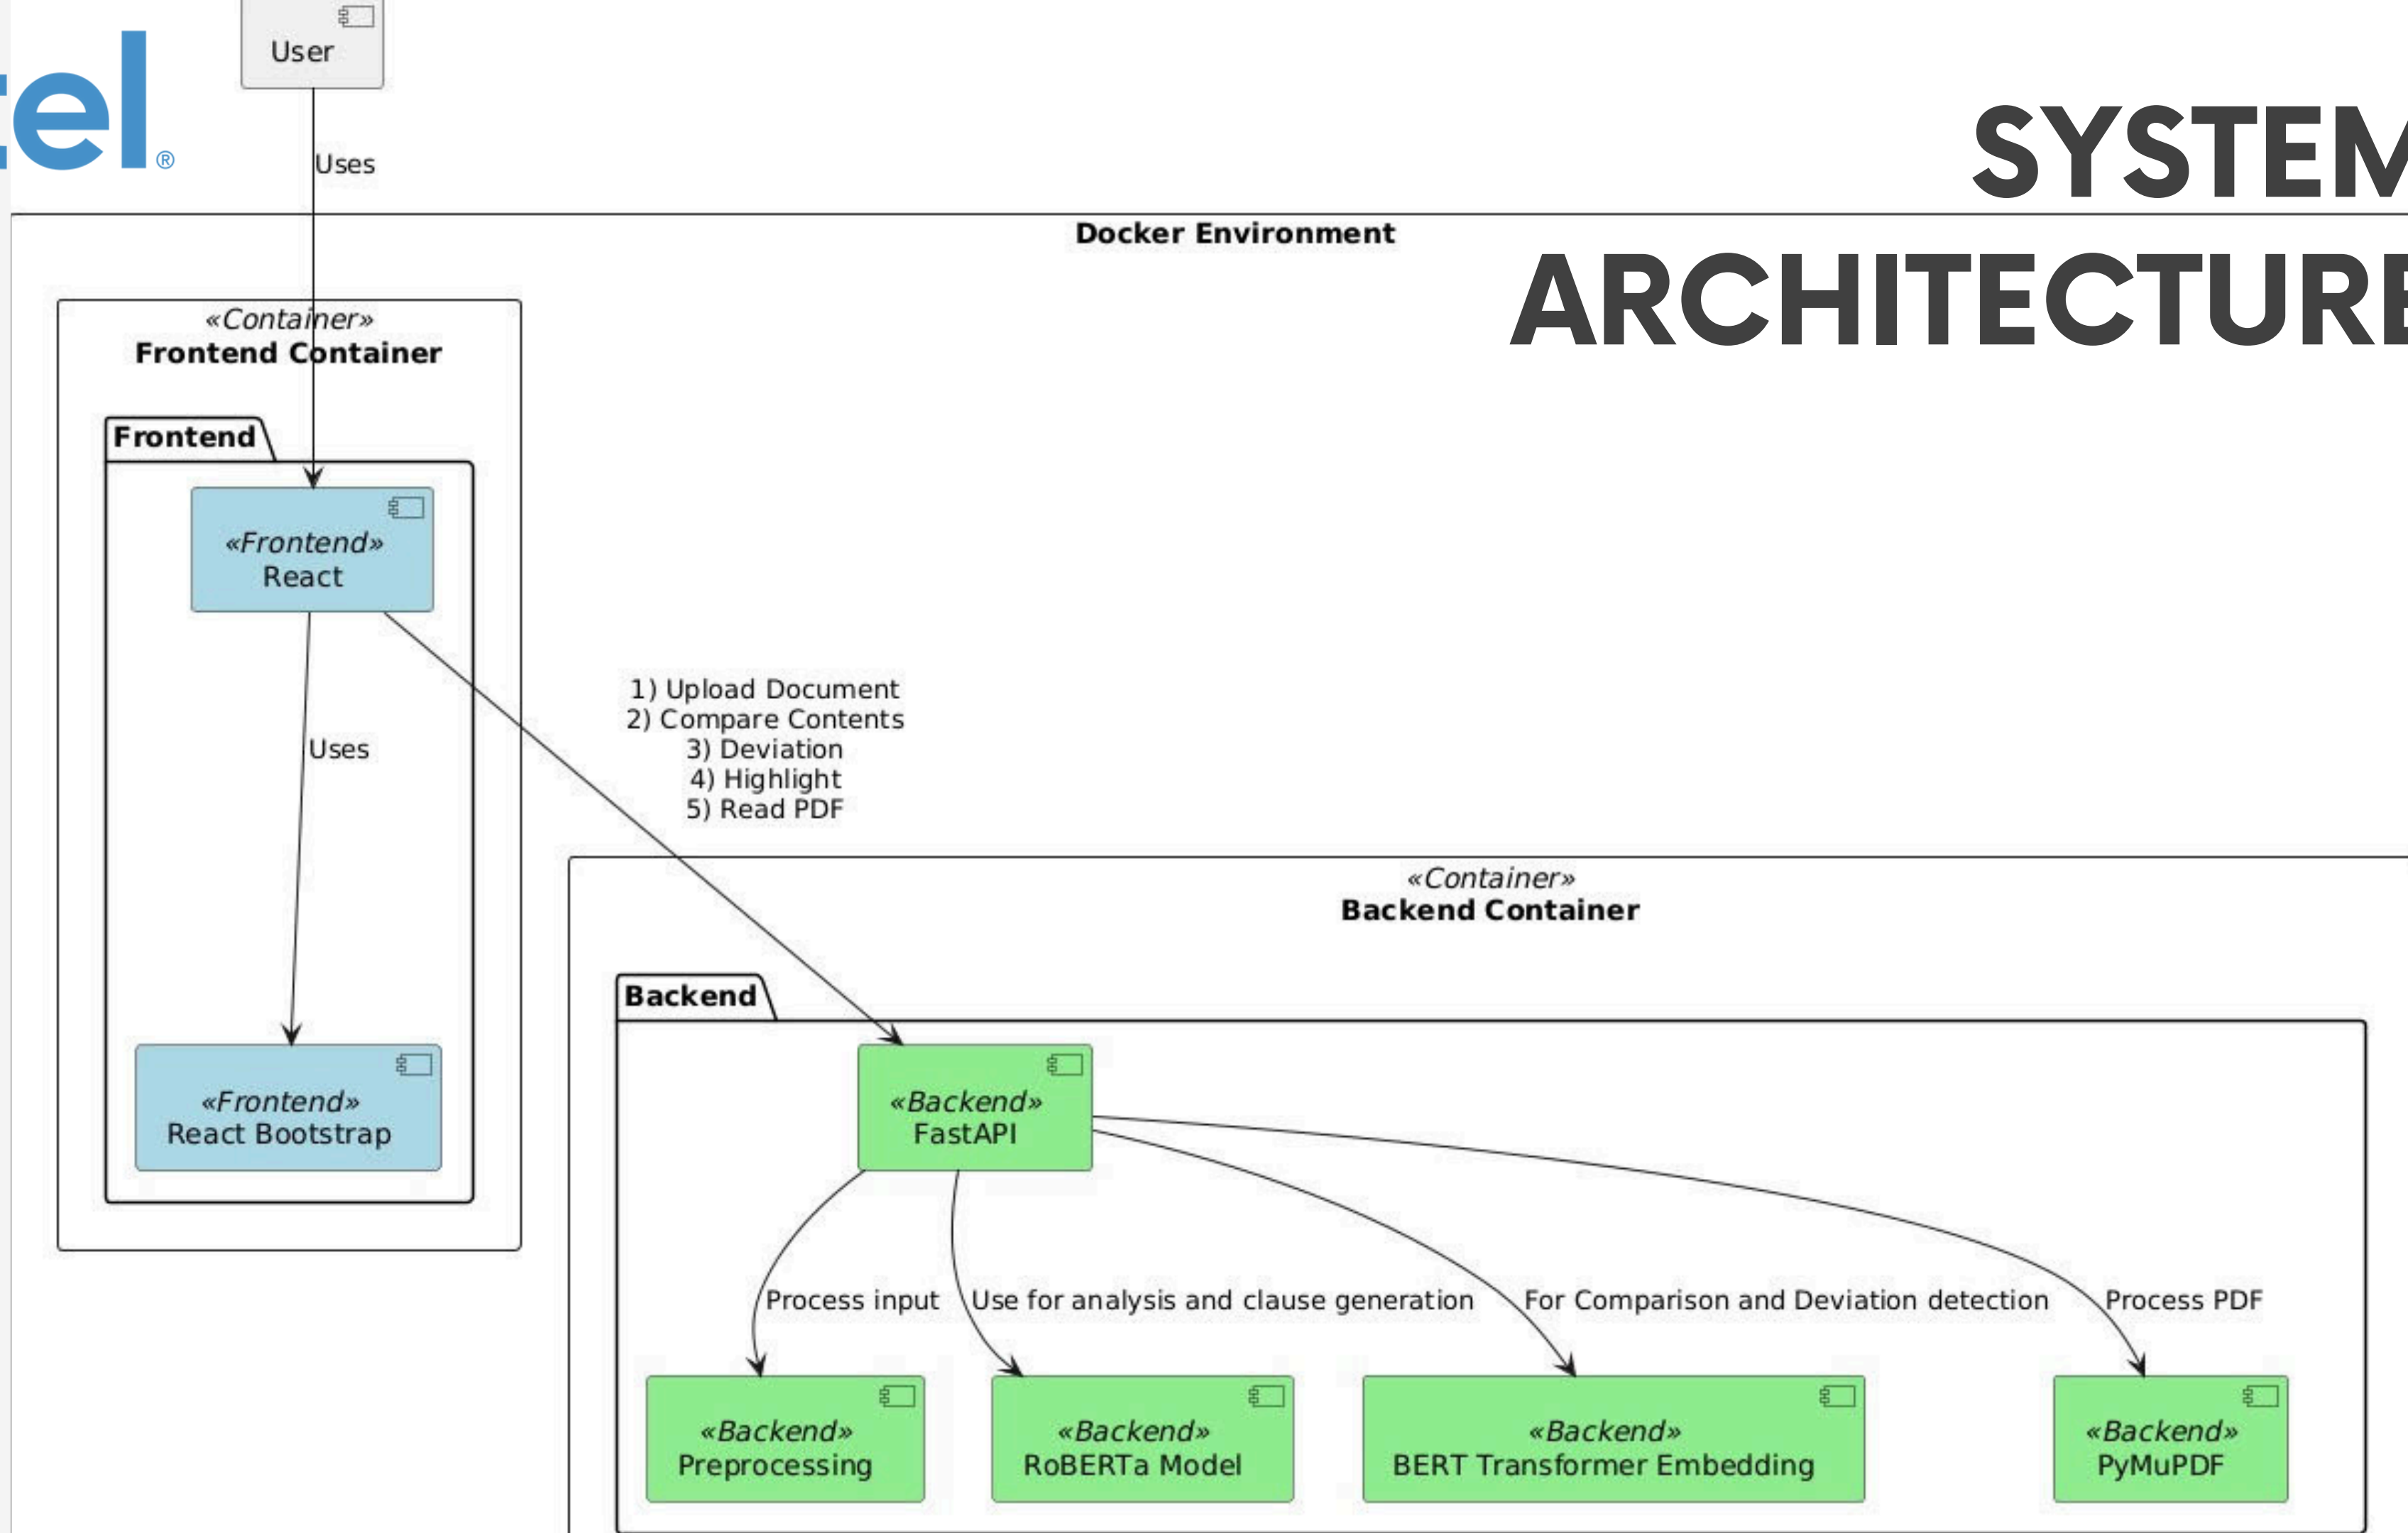 User
tel®
Uses
SYSTEM
ARCHITECTURE
Docker Environment
«Container»
Frontend Container
Frontend
«Frontend»
React
1) Upload Document
2) Compare Contents
3) Deviation
4) Highlight
5) Read PDF
Uses
«Container»
Backend Container
Backend
«Frontend»
React Bootstrap
«Backend»
FastAPI
Process input
Use for analysis and clause generation
For Comparison and Deviation detection
Process PDF
«Backend»
Preprocessing
«Backend»
RoBERTa Model
«Backend»
BERT Transformer Embedding
«Backend»
PyMuPDF